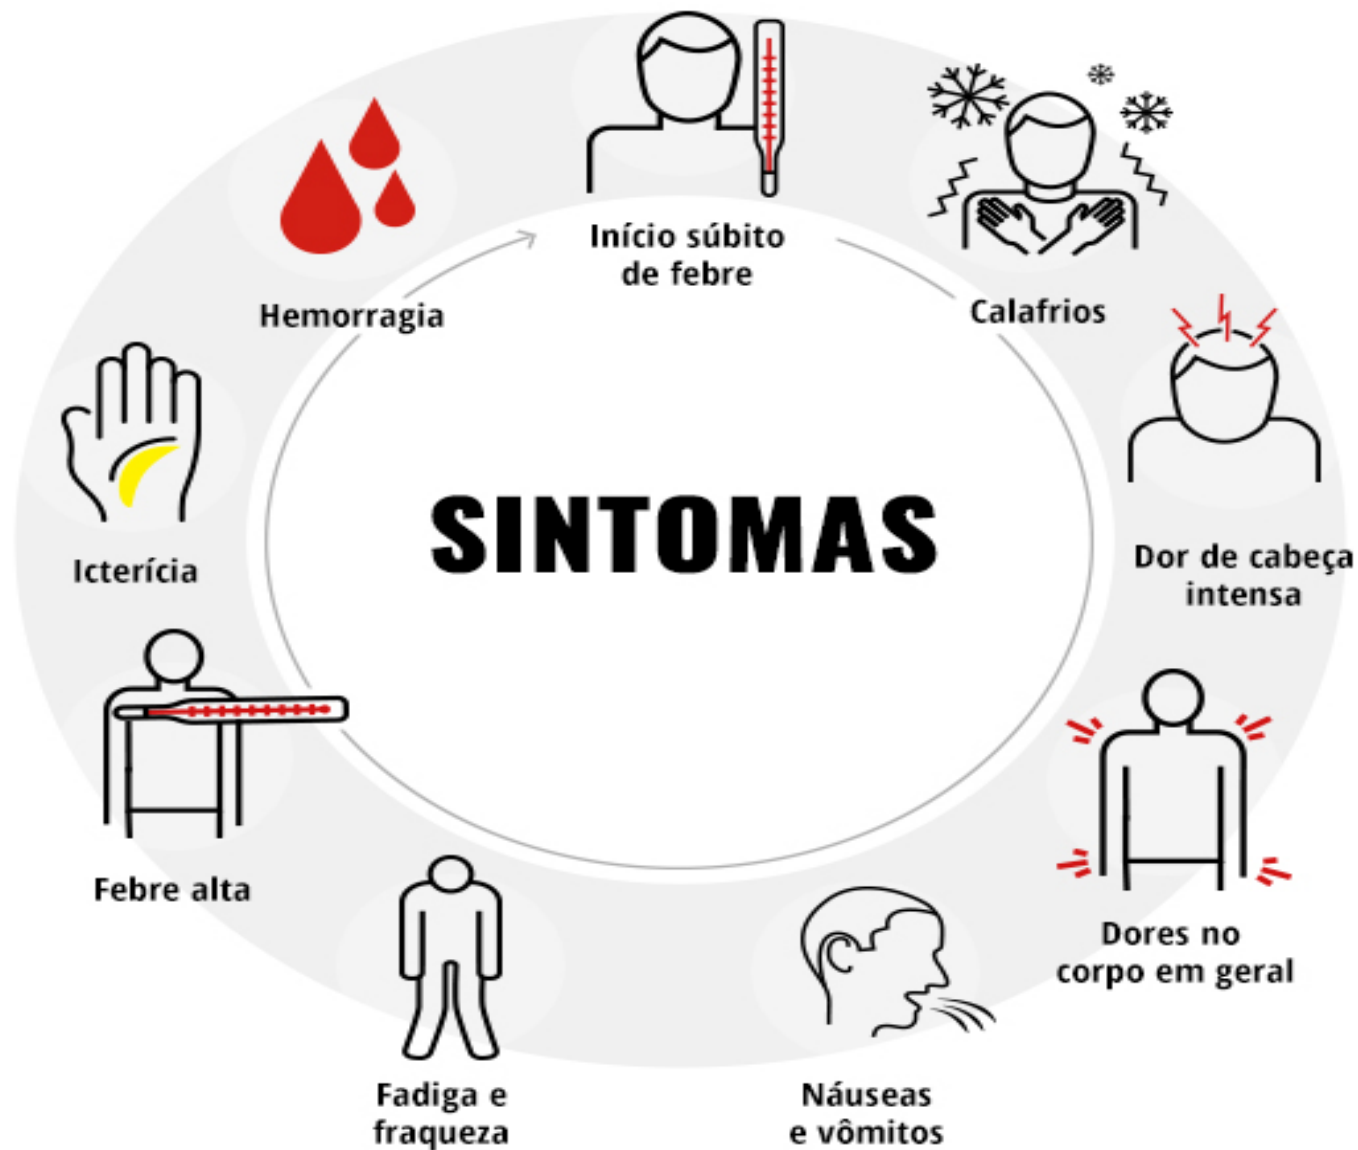 Início súbito
de febre
Calafrios
Dor de cabeça
intensa
Dores no
corpo em geral
Náuseas
e vômitos
Fadiga e
fraqueza
Febre alta
Icterícia
Hemorragia
SINTOMAS